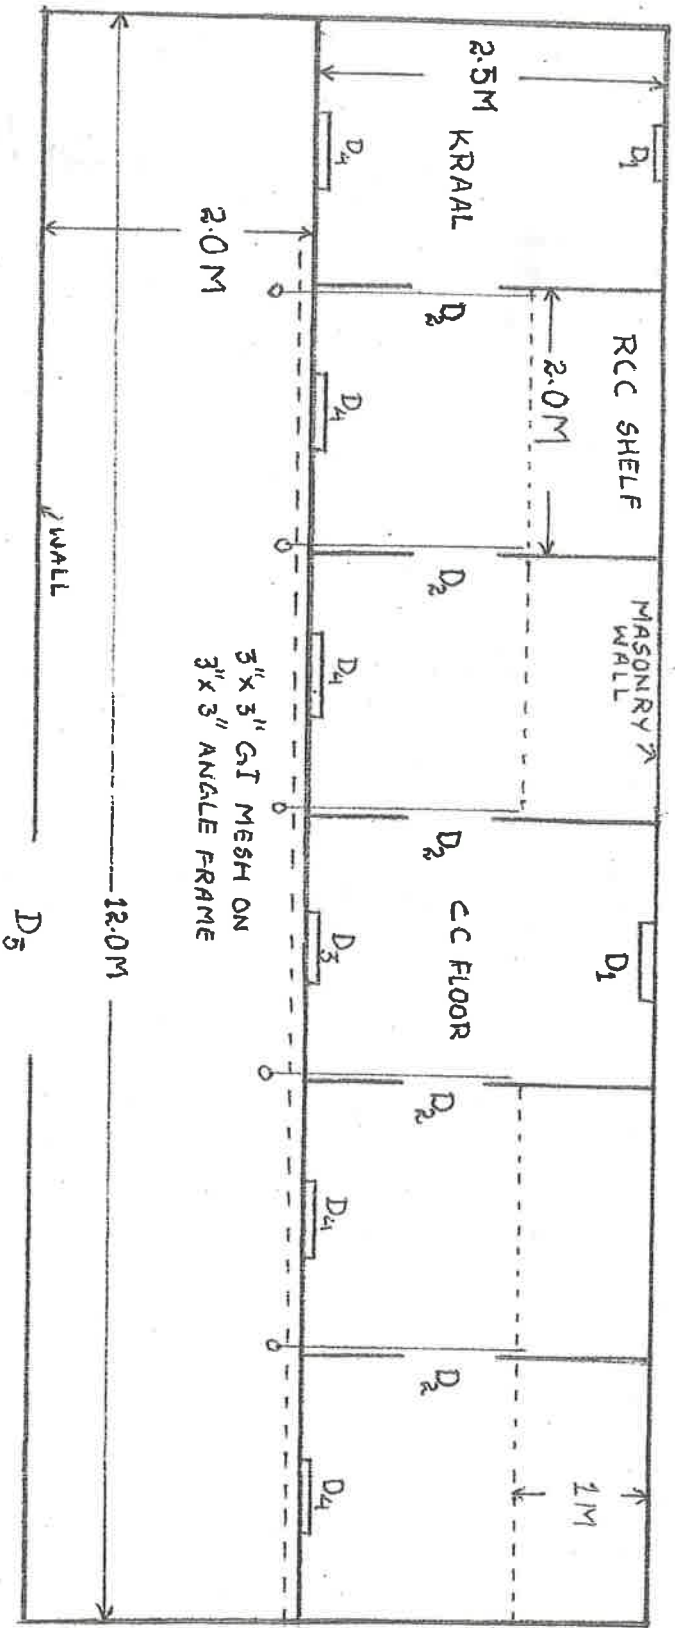 D1
D1
RCC SHELF
MASONRY
WALL
1M
2.5M
KRAAL
2.0M
CC FLOOR
D2
D2
D2
D2
D2
D4
D4
D4
D3
D4
D4
2.0M
3"x3" GI MESH ON
3"x3" ANGLE FRAME
12.0M
WALL
D5